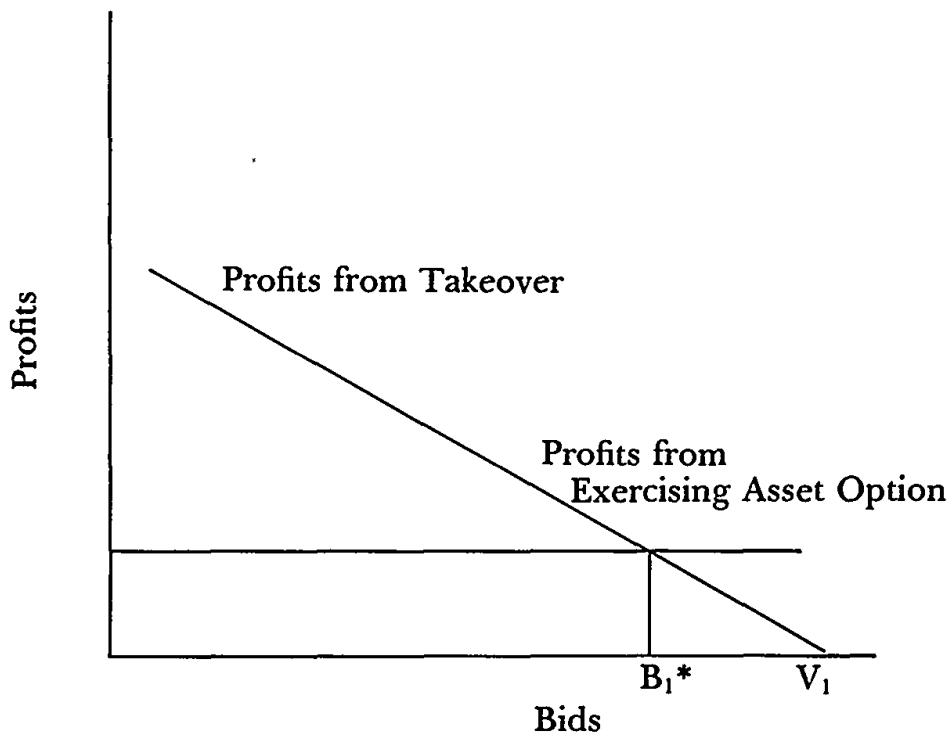 Profits
Profits from Takeover
Profits from
Exercising Asset Option
B₁*
V₁
Bids